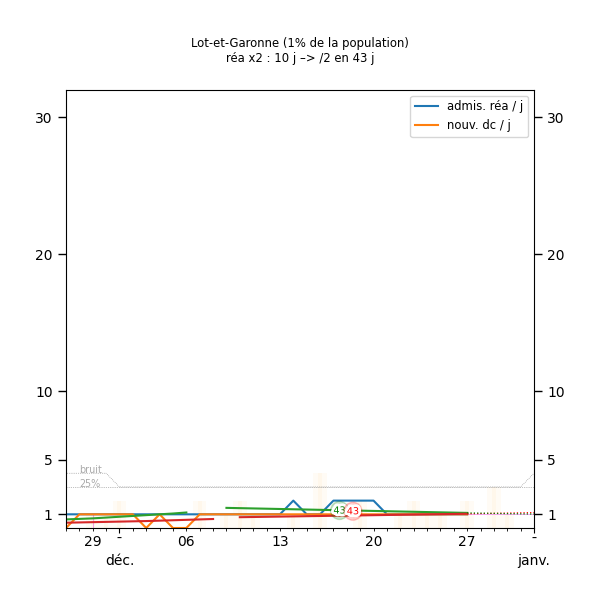 Lot-et-Garonne (1% de la population)
réa x2 : 10 j –> /2 en 43 j
admis. réa / j
nouv. dc / j
30 30
20 20
10 10
5 5
bruit
25%
43 43
1 1
29 - 06 13 20 27 -
déc. janv.